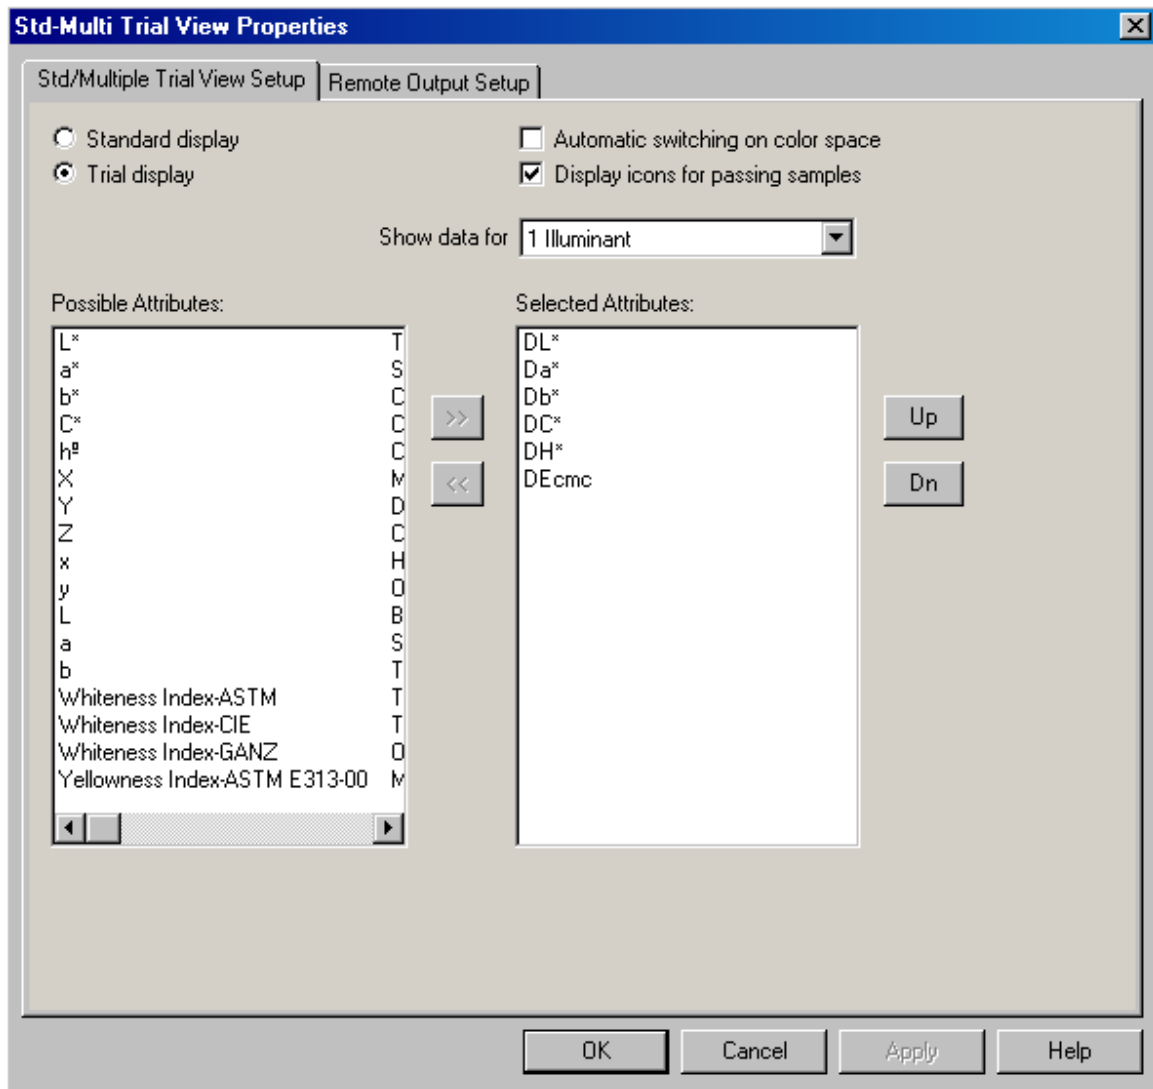 Std-Multi Trial View Properties
Std/Multiple Trial View Setup
Remote Output Setup
Standard display
Automatic switching on color space
Trial display
Display icons for passing samples
Show data for 1 Illuminant
Possible Attributes:
L* T
a* S
b* C
C* C
hº C
X M
Y D
Z C
x H
y O
L B
a S
b T
Whiteness Index-ASTM T
Whiteness Index-CIE T
Whiteness Index-GANZ O
Yellowness Index-ASTM E313-00 M
>>
<<
Selected Attributes:
DL*
Da*
Db*
DC*
DH*
DEcmc
Up
Dn
OK
Cancel
Apply
Help